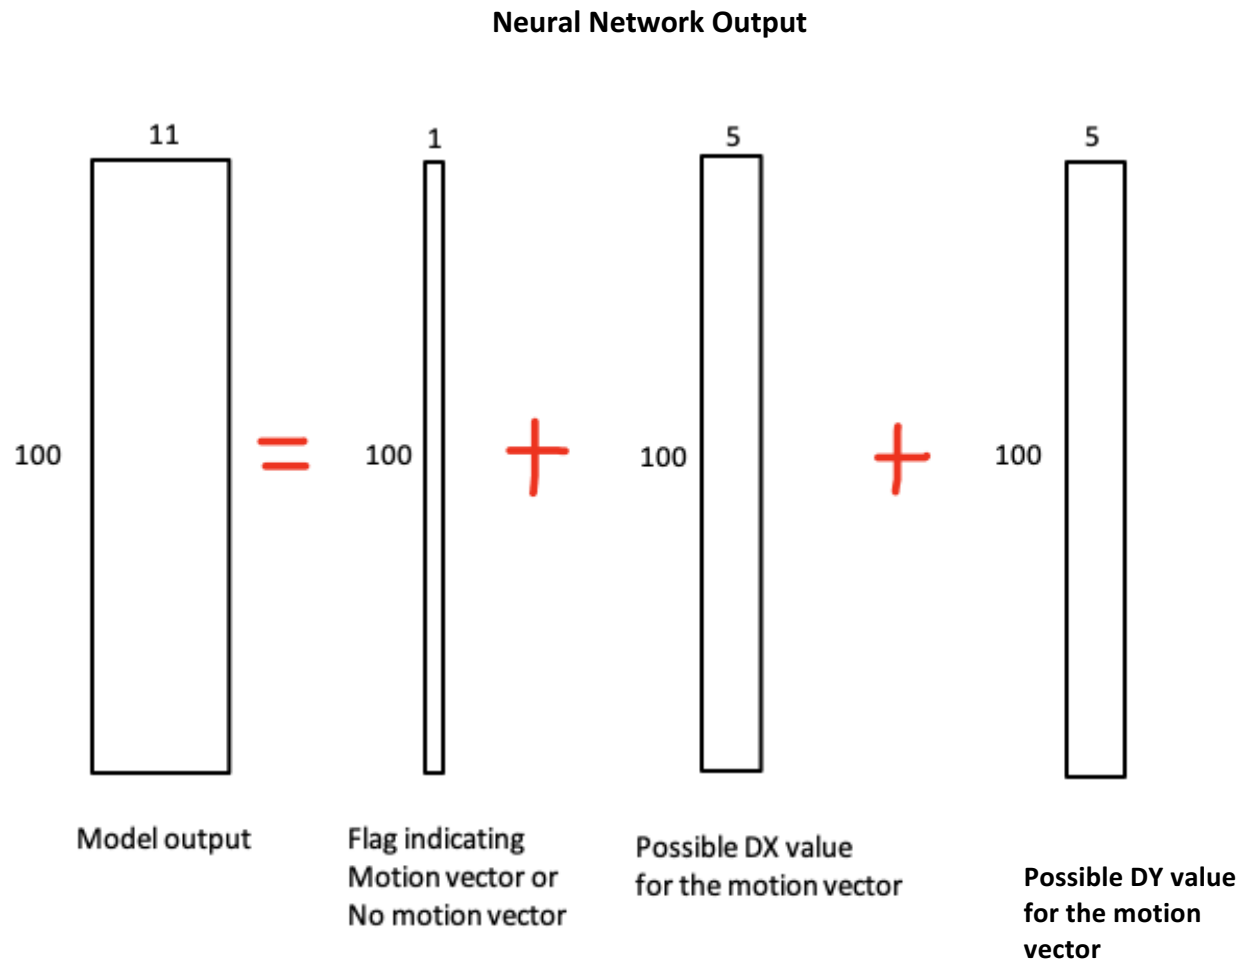 Neural Network Output
11
1
5
5
100
=
100
+
100
+
100
Model output
Flag indicating
Motion vector or
No motion vector
Possible DX value
for the motion vector
Possible DY value
for the motion
vector